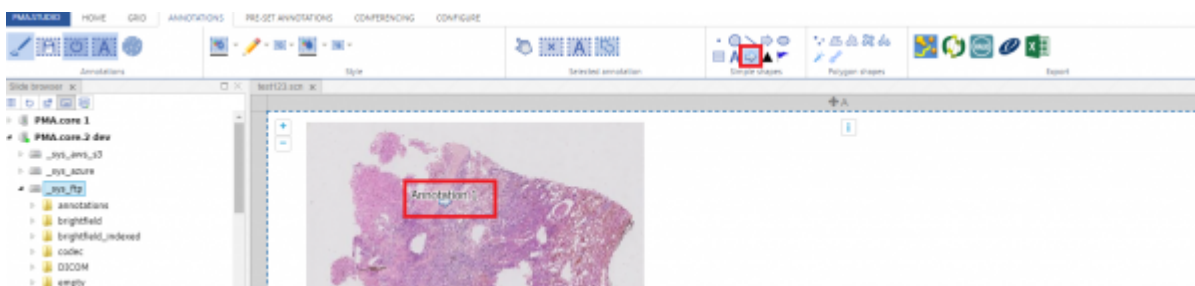 PMA.STUDIO HOME GRID ANNOTATIONS PRE-SET ANNOTATIONS CONFERENCING CONFIGURE
Annotations Style Selected annotation Simple shapes Polygon shapes Export
Slide browser test123.scn
A
PMA.core 1
PMA.core.2 dev
_sys_aws_s3
_sys_azure
_sys_ftp
Annotation 1
annotations
brightfield
brightfield_indexed
codec
DICOM
empty